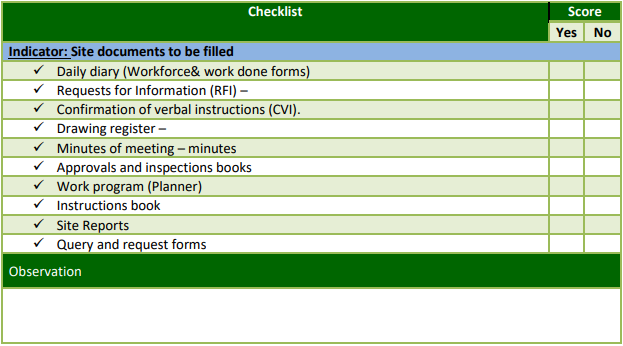 Checklist
Score
Yes No
Indicator: Site documents to be filled
✓ Daily diary (Workforce& work done forms)
✓ Requests for Information (RFI) –
✓ Confirmation of verbal instructions (CVI).
✓ Drawing register –
✓ Minutes of meeting – minutes
✓ Approvals and inspections books
✓ Work program (Planner)
✓ Instructions book
✓ Site Reports
✓ Query and request forms
Observation